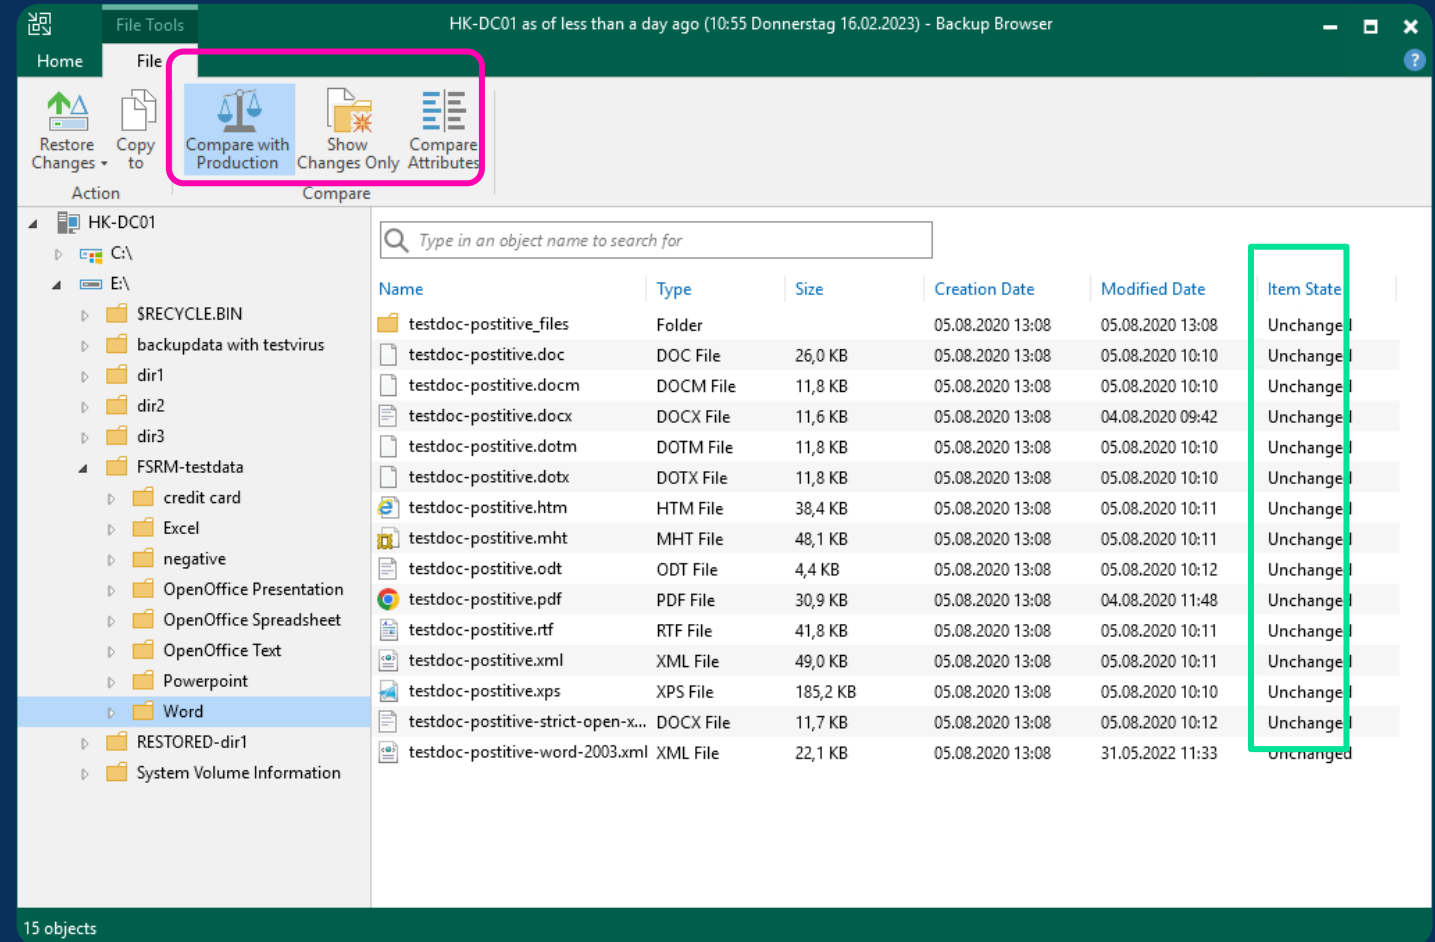 File Tools
HK-DC01 as of less than a day ago (10:55 Donnerstag 16.02.2023) - Backup Browser
Home
File
?
Restore Changes
Copy to
Compare with Production
Show Changes Only
Compare Attributes
Action
Compare
HK-DC01
C:\
E:\
$RECYCLE.BIN
backupdata with testvirus
dir1
dir2
dir3
FSRM-testdata
credit card
Excel
negative
OpenOffice Presentation
OpenOffice Spreadsheet
OpenOffice Text
Powerpoint
Word
RESTORED-dir1
System Volume Information
Type in an object name to search for
Name Type Size Creation Date Modified Date Item State
testdoc-postitive_files Folder 05.08.2020 13:08 05.08.2020 13:08 Unchanged
testdoc-postitive.doc DOC File 26,0 KB 05.08.2020 13:08 05.08.2020 10:10 Unchanged
testdoc-postitive.docm DOCM File 11,8 KB 05.08.2020 13:08 05.08.2020 10:10 Unchanged
testdoc-postitive.docx DOCX File 11,6 KB 05.08.2020 13:08 04.08.2020 09:42 Unchanged
testdoc-postitive.dotm DOTM File 11,8 KB 05.08.2020 13:08 05.08.2020 10:10 Unchanged
testdoc-postitive.dotx DOTX File 11,8 KB 05.08.2020 13:08 05.08.2020 10:10 Unchanged
testdoc-postitive.htm HTM File 38,4 KB 05.08.2020 13:08 05.08.2020 10:11 Unchanged
testdoc-postitive.mht MHT File 48,1 KB 05.08.2020 13:08 05.08.2020 10:11 Unchanged
testdoc-postitive.odt ODT File 4,4 KB 05.08.2020 13:08 05.08.2020 10:12 Unchanged
testdoc-postitive.pdf PDF File 30,9 KB 05.08.2020 13:08 04.08.2020 11:48 Unchanged
testdoc-postitive.rtf RTF File 41,8 KB 05.08.2020 13:08 05.08.2020 10:11 Unchanged
testdoc-postitive.xml XML File 49,0 KB 05.08.2020 13:08 05.08.2020 10:11 Unchanged
testdoc-postitive.xps XPS File 185,2 KB 05.08.2020 13:08 05.08.2020 10:10 Unchanged
testdoc-postitive-strict-open-x... DOCX File 11,7 KB 05.08.2020 13:08 05.08.2020 10:12 Unchanged
testdoc-postitive-word-2003.xml XML File 22,1 KB 05.08.2020 13:08 31.05.2022 11:33 Unchanged
15 objects